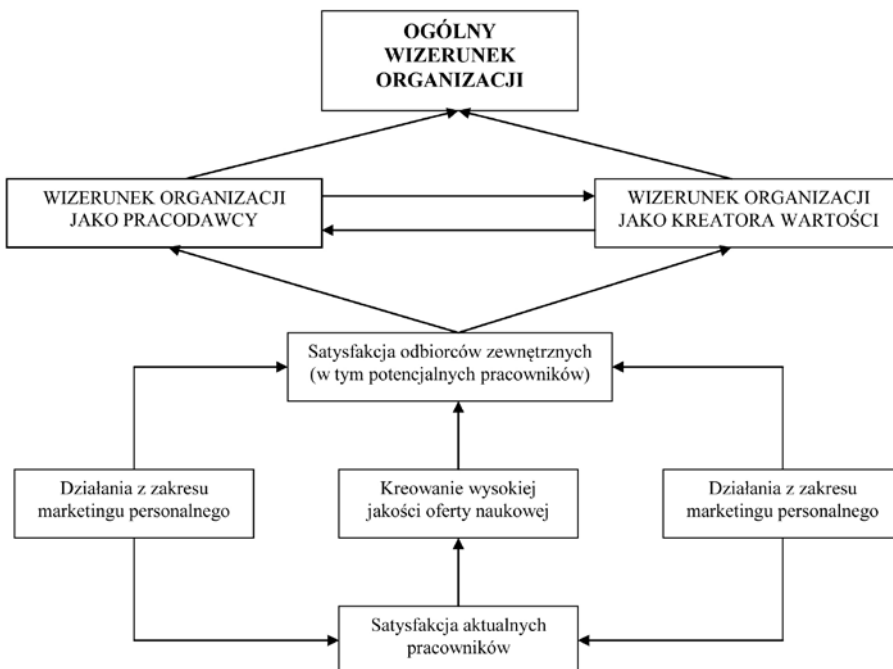 OGÓLNY
WIZERUNEK
ORGANIZACJI
WIZERUNEK ORGANIZACJI
JAKO PRACODAWCY
WIZERUNEK ORGANIZACJI
JAKO KREATORA WARTOŚCI
Satysfakcja odbiorców zewnętrznych
(w tym potencjalnych pracowników)
Działania z zakresu
marketingu personalnego
Kreowanie wysokiej
jakości oferty naukowej
Działania z zakresu
marketingu personalnego
Satysfakcja aktualnych
pracowników